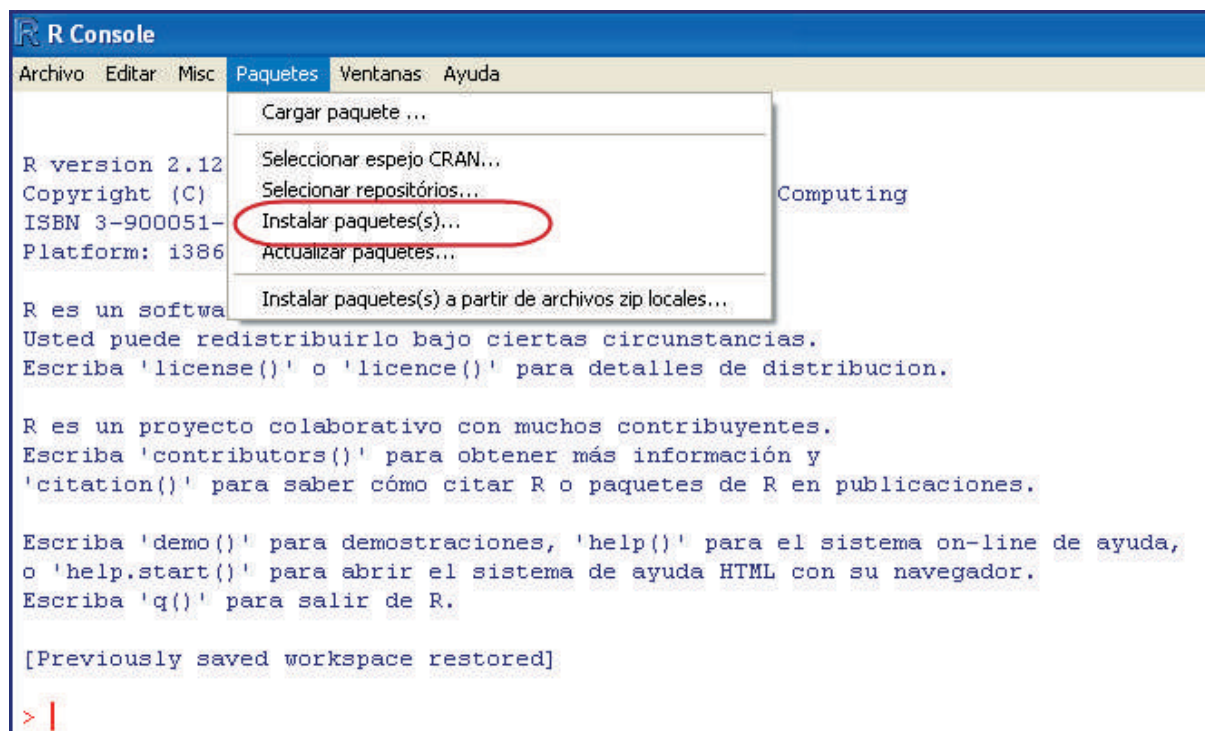 R Console
Archivo Editar Misc Paquetes Ventanas Ayuda
Cargar paquete ...
Seleccionar espejo CRAN...
Selecionar repositórios...
Instalar paquetes(s)...
Actualizar paquetes...
Instalar paquetes(s) a partir de archivos zip locales...
R version 2.12
Copyright (C) Computing
ISBN 3-900051-
Platform: i386
R es un softwa
Usted puede redistribuirlo bajo ciertas circunstancias.
Escriba 'license()' o 'licence()' para detalles de distribucion.
R es un proyecto colaborativo con muchos contribuyentes.
Escriba 'contributors()' para obtener más información y
'citation()' para saber cómo citar R o paquetes de R en publicaciones.
Escriba 'demo()' para demostraciones, 'help()' para el sistema on-line de ayuda,
o 'help.start()' para abrir el sistema de ayuda HTML con su navegador.
Escriba 'q()' para salir de R.
[Previously saved workspace restored]
>